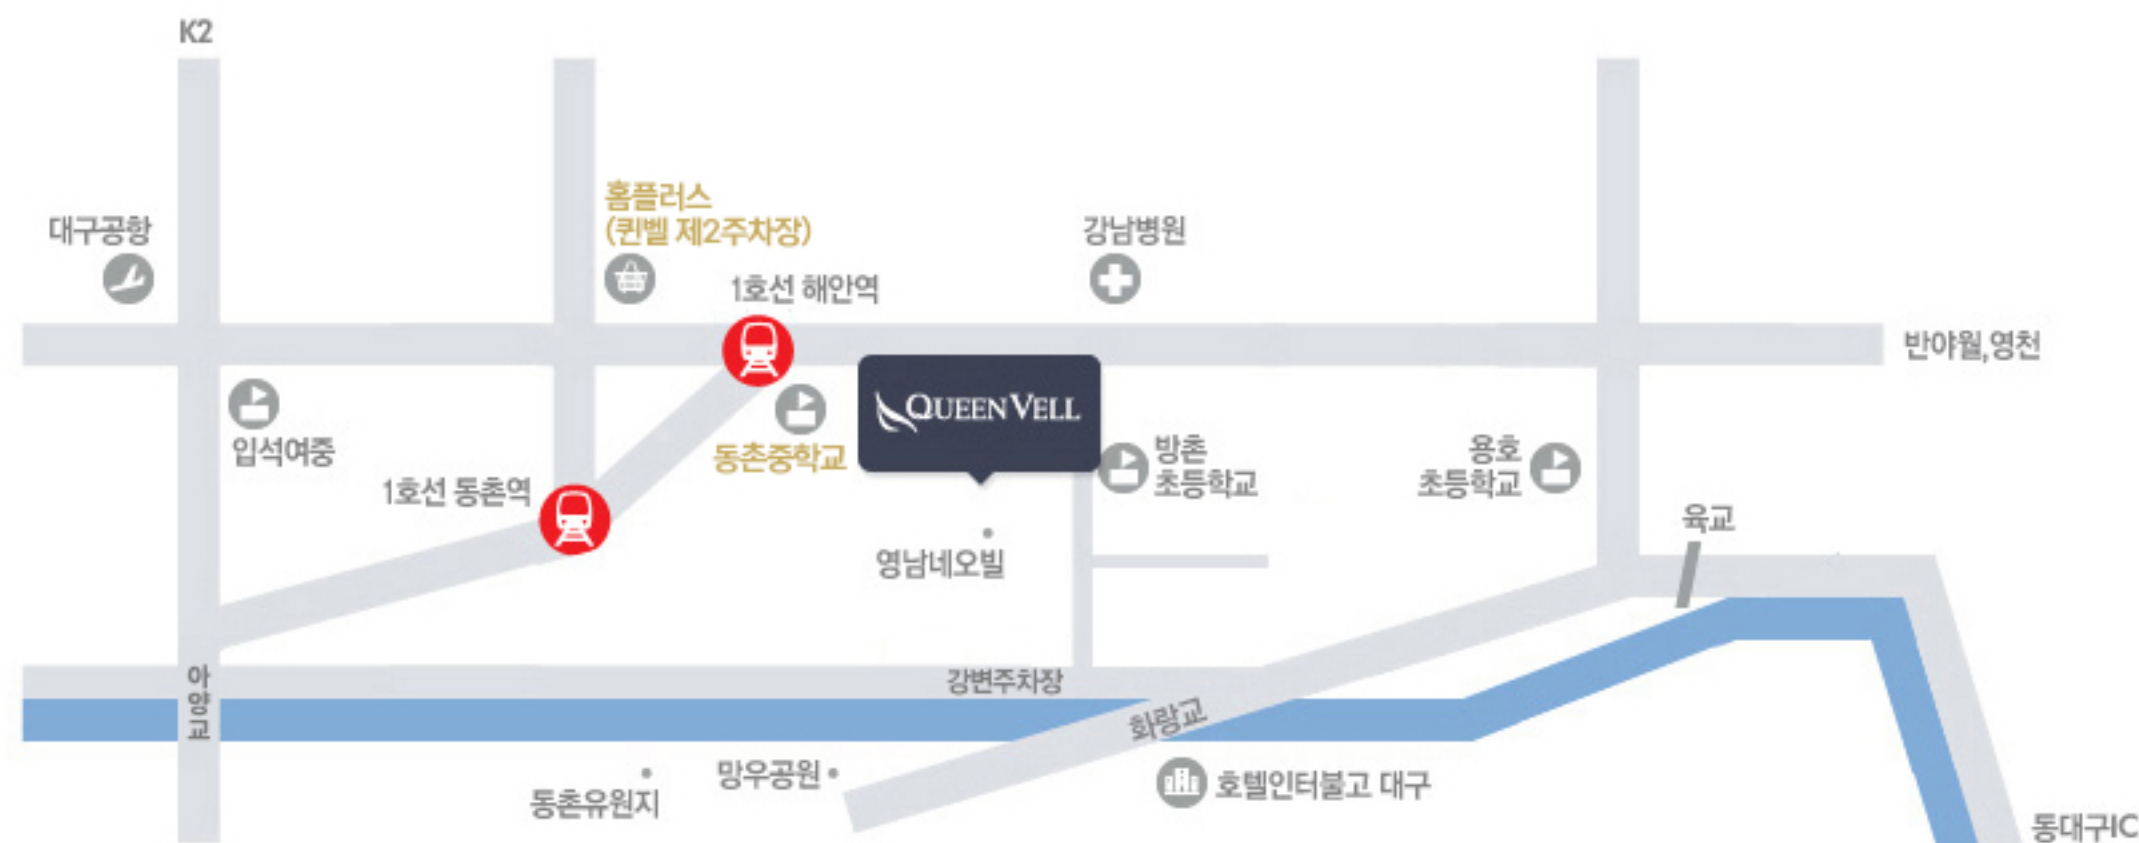 K2
홈플러스
(퀸벨 제2주차장)
대구공항
강남병원
1호선 해안역
반야월,영천
QUEENVELL
입석여중
동촌중학교
방촌
초등학교
용호
초등학교
1호선 동촌역
육교
영남네오빌
아
양
교
강변주차장
화랑교
망우공원
동촌유원지
호텔인터불고 대구
동대구IC